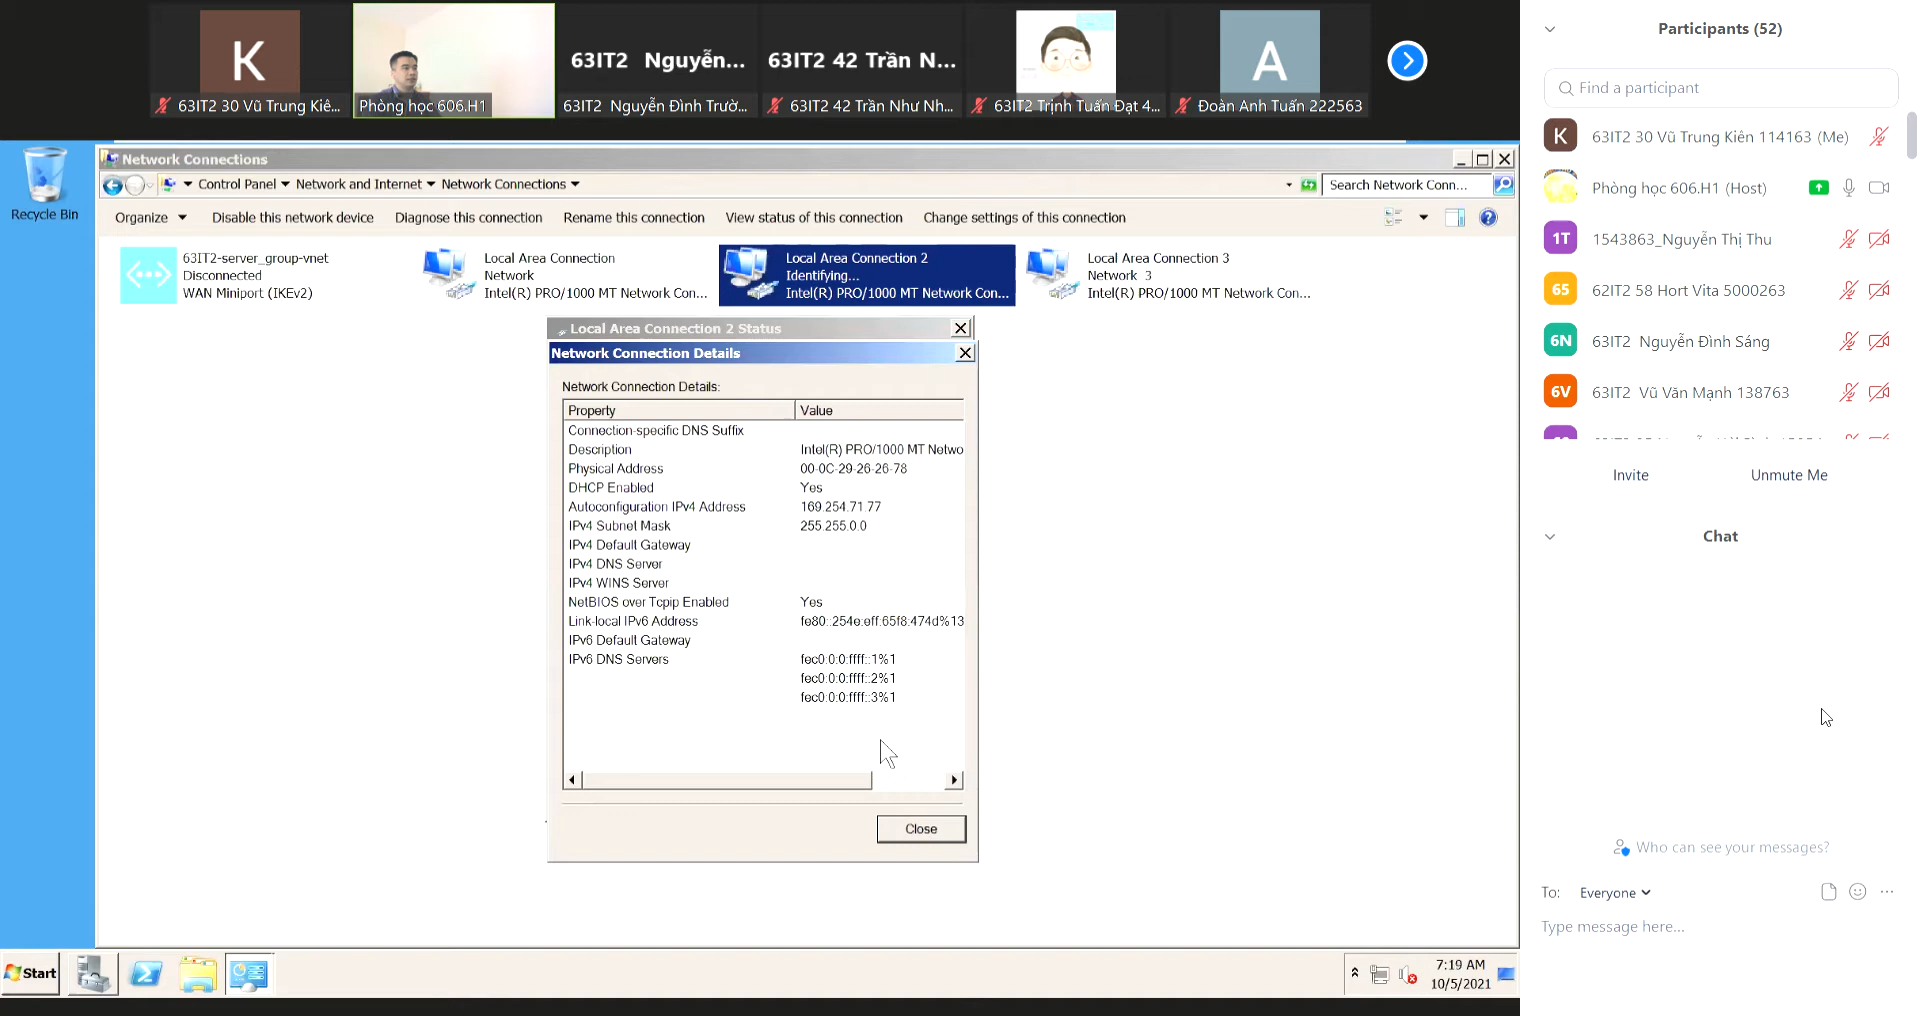 K
63IT2 30 Vũ Trung Kiê...
Phòng học 606.H1
63IT2 Nguyễn...
63IT2 Nguyễn Đình Trườ...
63IT2 42 Trần N...
63IT2 42 Trần Như Nh...
63IT2 Trịnh Tuấn Đạt 4...
A
Đoàn Anh Tuấn 222563
Recycle Bin
Network Connections
Control Panel Network and Internet Network Connections
Search Network Conn...
Organize Disable this network device Diagnose this connection Rename this connection View status of this connection Change settings of this connection
63IT2-server_group-vnet
Disconnected
WAN Miniport (IKEv2)
Local Area Connection
Network
Intel(R) PRO/1000 MT Network Con...
Local Area Connection 2
Identifying...
Intel(R) PRO/1000 MT Network Con...
Local Area Connection 3
Network 3
Intel(R) PRO/1000 MT Network Con...
Local Area Connection 2 Status
Network Connection Details
Network Connection Details:
Property Value
Connection-specific DNS Suffix
Description Intel(R) PRO/1000 MT Netwo
Physical Address 00-0C-29-26-26-78
DHCP Enabled Yes
Autoconfiguration IPv4 Address 169.254.71.77
IPv4 Subnet Mask 255.255.0.0
IPv4 Default Gateway
IPv4 DNS Server
IPv4 WINS Server
NetBIOS over Tcpip Enabled Yes
Link-local IPv6 Address fe80::254e:eff:65f8:474d%13
IPv6 Default Gateway
IPv6 DNS Servers fec0:0:0:ffff::1%1
fec0:0:0:ffff::2%1
fec0:0:0:ffff::3%1
Close
Start
7:19 AM
10/5/2021
Participants (52)
Find a participant
K 63IT2 30 Vũ Trung Kiên 114163 (Me)
Phòng học 606.H1 (Host)
1T 1543863_Nguyễn Thị Thu
65 62IT2 58 Hort Vita 5000263
6N 63IT2 Nguyễn Đình Sáng
6V 63IT2 Vũ Văn Mạnh 138763
Invite Unmute Me
Chat
Who can see your messages?
To: Everyone
Type message here...